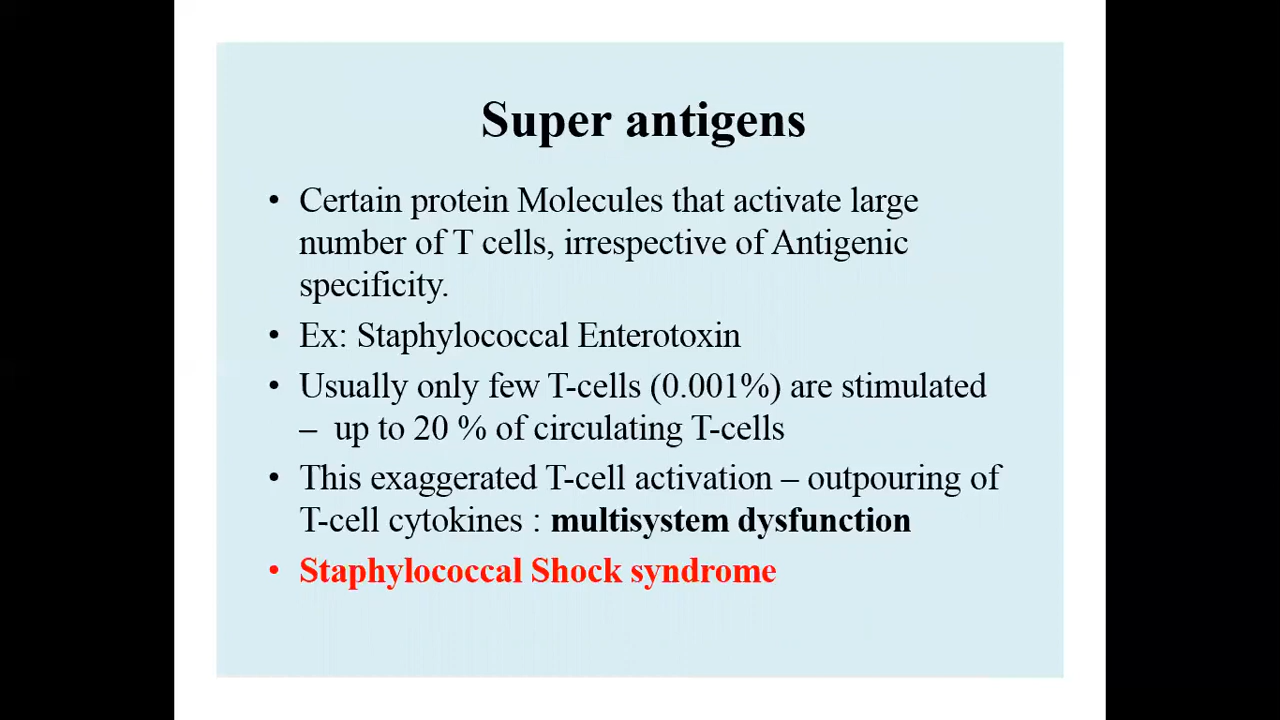 Super antigens
• Certain protein Molecules that activate large
number of T cells, irrespective of Antigenic
specificity.
• Ex: Staphylococcal Enterotoxin
• Usually only few T-cells (0.001%) are stimulated
– up to 20 % of circulating T-cells
• This exaggerated T-cell activation – outpouring of
T-cell cytokines : multisystem dysfunction
• Staphylococcal Shock syndrome